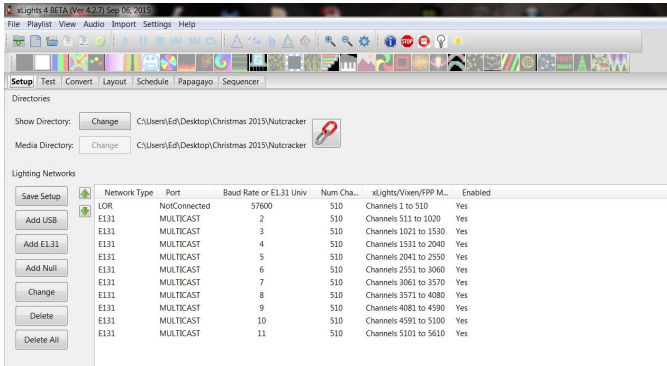 xLights 4 BETA (Ver 4.2.7) Sep 06, 2015
File Playlist View Audio Import Settings Help
Setup Test Convert Layout Schedule Papagayo Sequencer
Directories
Show Directory: Change C:\Users\Ed\Desktop\Christmas 2015\Nutcracker
Media Directory: Change C:\Users\Ed\Desktop\Christmas 2015\Nutcracker
Lighting Networks
Save Setup
Add USB
Add E1.31
Add Null
Change
Delete
Delete All
Network Type Port Baud Rate or E1.31 Univ Num Cha... xLights/Vixen/FPP M... Enabled
LOR NotConnected 57600 510 Channels 1 to 510 Yes
E131 MULTICAST 2 510 Channels 511 to 1020 Yes
E131 MULTICAST 3 510 Channels 1021 to 1530 Yes
E131 MULTICAST 4 510 Channels 1531 to 2040 Yes
E131 MULTICAST 5 510 Channels 2041 to 2550 Yes
E131 MULTICAST 6 510 Channels 2551 to 3060 Yes
E131 MULTICAST 7 510 Channels 3061 to 3570 Yes
E131 MULTICAST 8 510 Channels 3571 to 4080 Yes
E131 MULTICAST 9 510 Channels 4081 to 4590 Yes
E131 MULTICAST 10 510 Channels 4591 to 5100 Yes
E131 MULTICAST 11 510 Channels 5101 to 5610 Yes